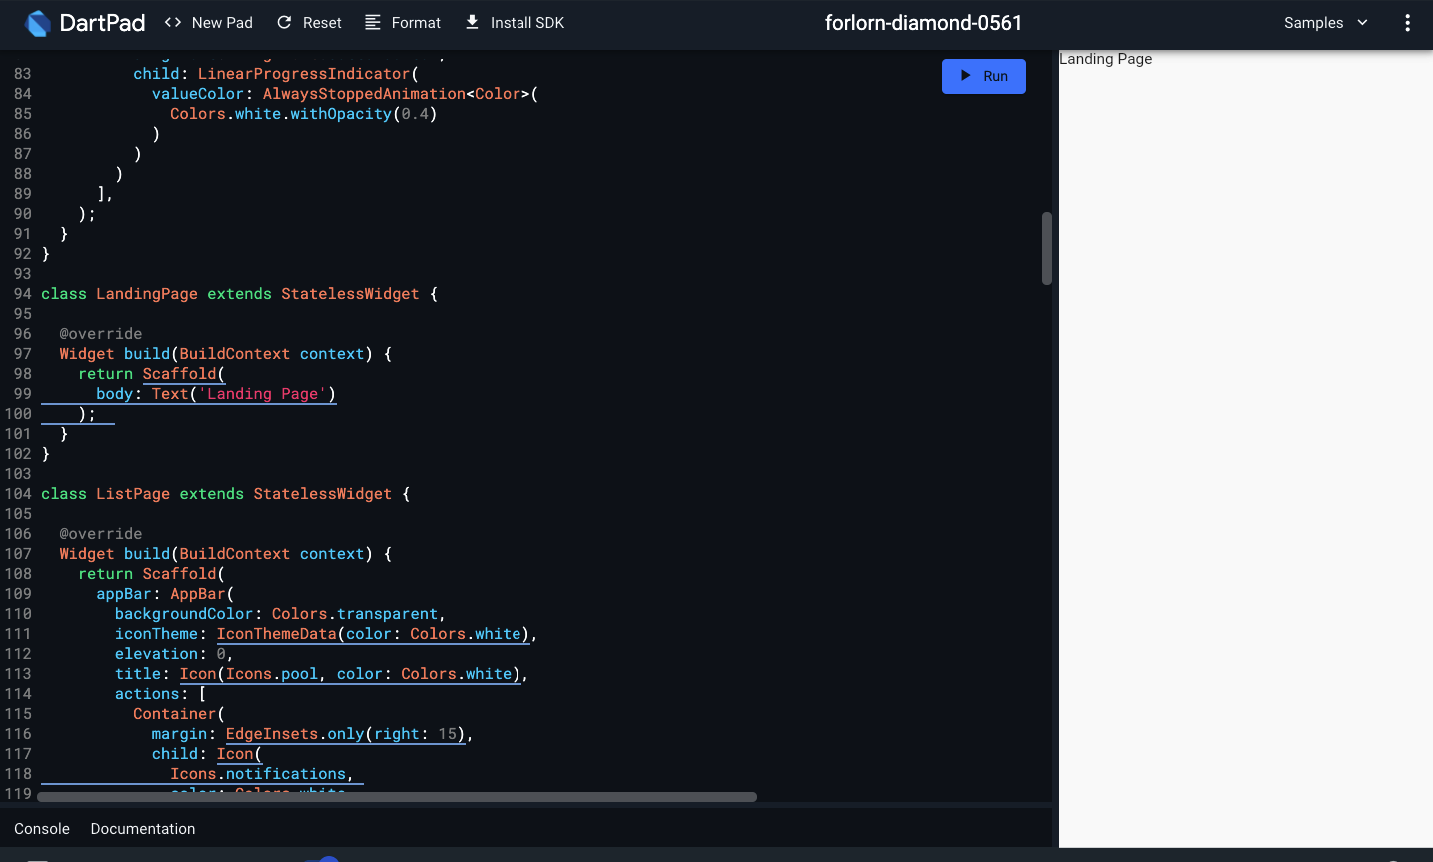 DartPad <> New Pad Reset Format Install SDK forlorn-diamond-0561 Samples
Run
Landing Page
83 child: LinearProgressIndicator(
84 valueColor: AlwaysStoppedAnimation<Color>(
85 Colors.white.withOpacity(0.4)
86 )
87 )
88 )
89 ],
90 );
91 }
92 }
93
94 class LandingPage extends StatelessWidget {
95
96 @override
97 Widget build(BuildContext context) {
98 return Scaffold(
99 body: Text('Landing Page')
100 );
101 }
102 }
103
104 class ListPage extends StatelessWidget {
105
106 @override
107 Widget build(BuildContext context) {
108 return Scaffold(
109 appBar: AppBar(
110 backgroundColor: Colors.transparent,
111 iconTheme: IconThemeData(color: Colors.white),
112 elevation: 0,
113 title: Icon(Icons.pool, color: Colors.white),
114 actions: [
115 Container(
116 margin: EdgeInsets.only(right: 15),
117 child: Icon(
118 Icons.notifications,
119 color: Colors.white
Console Documentation